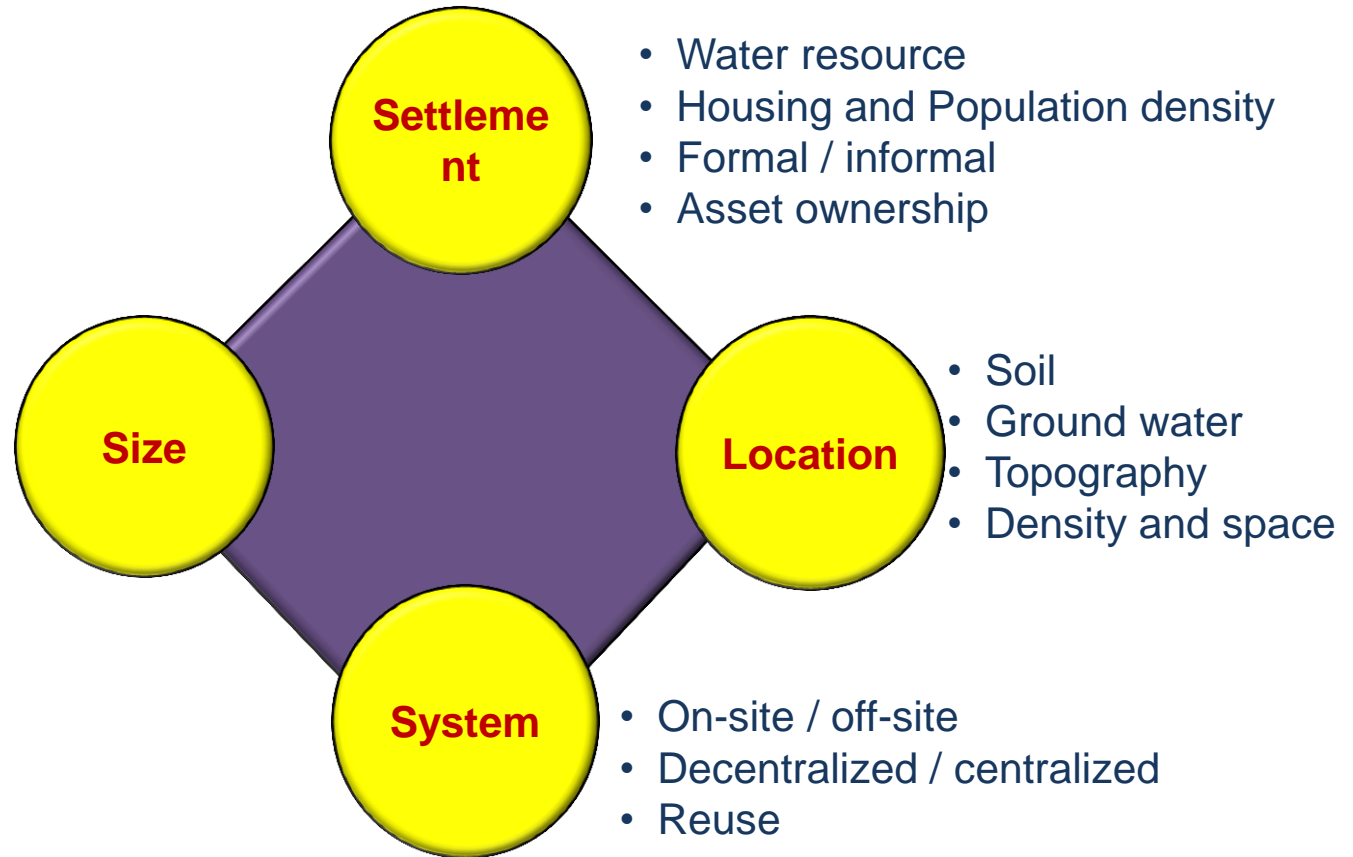 Settleme
nt
• Water resource
• Housing and Population density
• Formal / informal
• Asset ownership
Size
Location
• Soil
• Ground water
• Topography
• Density and space
System
• On-site / off-site
• Decentralized / centralized
• Reuse